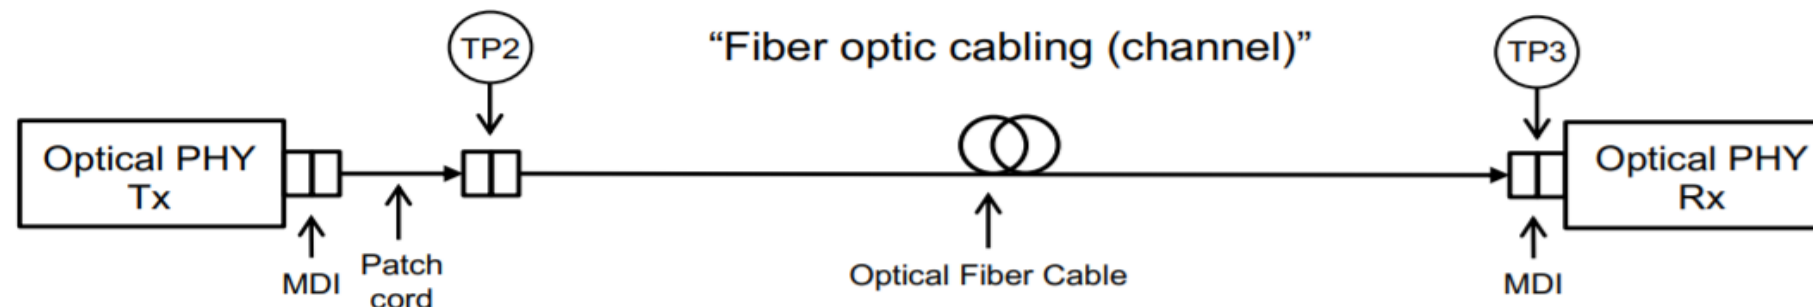 TP2
“Fiber optic cabling (channel)”
TP3
Optical PHY
Tx
Optical PHY
Rx
MDI
Patch
cord
Optical Fiber Cable
MDI